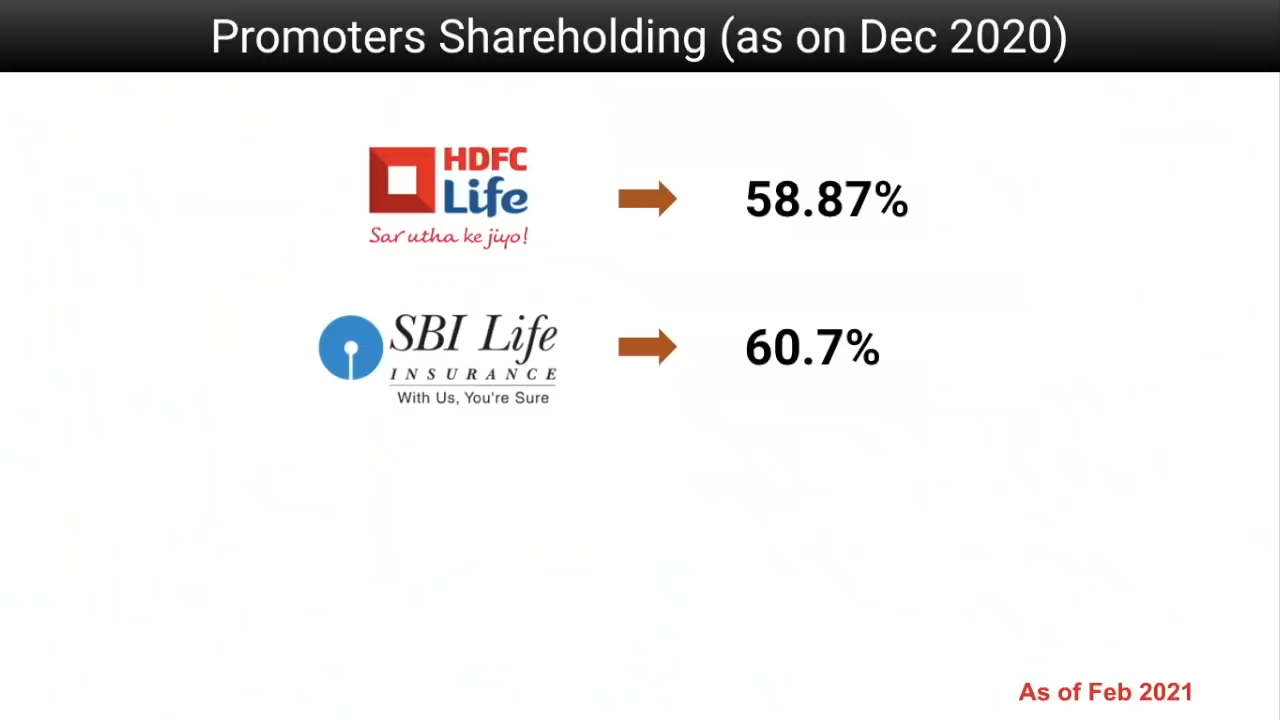 Promoters Shareholding (as on Dec 2020)
HDFC
Life
Sar utha ke jiyo!
58.87%
SBI Life
INSURANCE
With Us, You're Sure
60.7%
As of Feb 2021